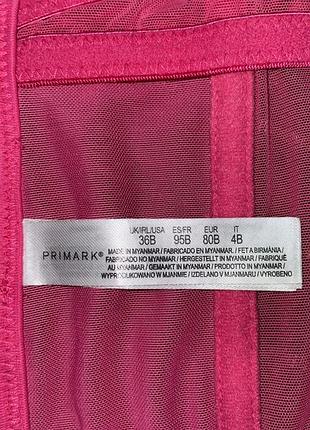 PRIMARK®
UK/IRL/USA ES/FR EUR IT
36B 95B 80B 4B
MADE IN MYANMAR / FABRICADO EN MYANMAR / FET A BIRMÀNIA /
FABRICADO NO MYANMAR / HERGESTELLT IN MYANMAR / FABRIQUÉ
AU MYANMAR / GEMAAKT IN MYANMAR / PRODOTTO IN MYANMAR /
WYPRODUKOWANO W MJANMIE / IZDELANO V MJANMARU / VYROBENO